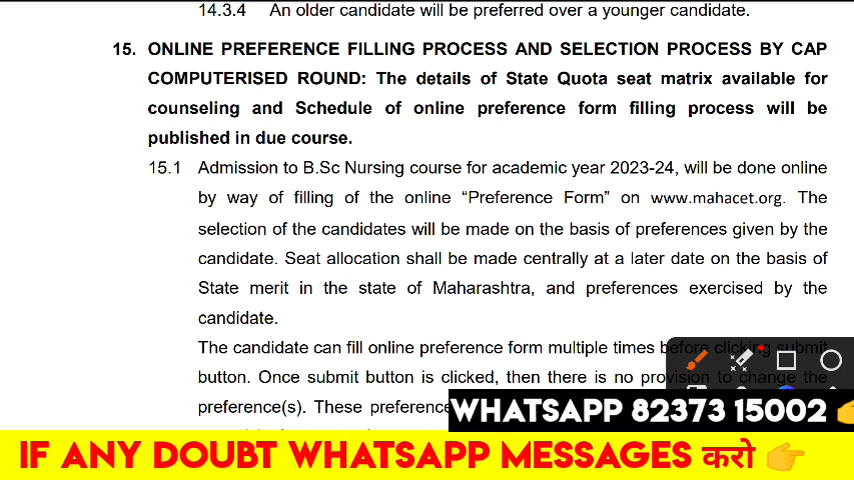 14.3.4 An older candidate will be preferred over a younger candidate.
15. ONLINE PREFERENCE FILLING PROCESS AND SELECTION PROCESS BY CAP
COMPUTERISED ROUND: The details of State Quota seat matrix available for
counseling and Schedule of online preference form filling process will be
published in due course.
15.1 Admission to B.Sc Nursing course for academic year 2023-24, will be done online
by way of filling of the online “Preference Form” on www.mahacet.org. The
selection of the candidates will be made on the basis of preferences given by the
candidate. Seat allocation shall be made centrally at a later date on the basis of
State merit in the state of Maharashtra, and preferences exercised by the
candidate.
The candidate can fill online preference form multiple times before clicking submit
button. Once submit button is clicked, then there is no provision to change the
preference(s). These preference
WHATSAPP 82373 15002
IF ANY DOUBT WHATSAPP MESSAGES करो